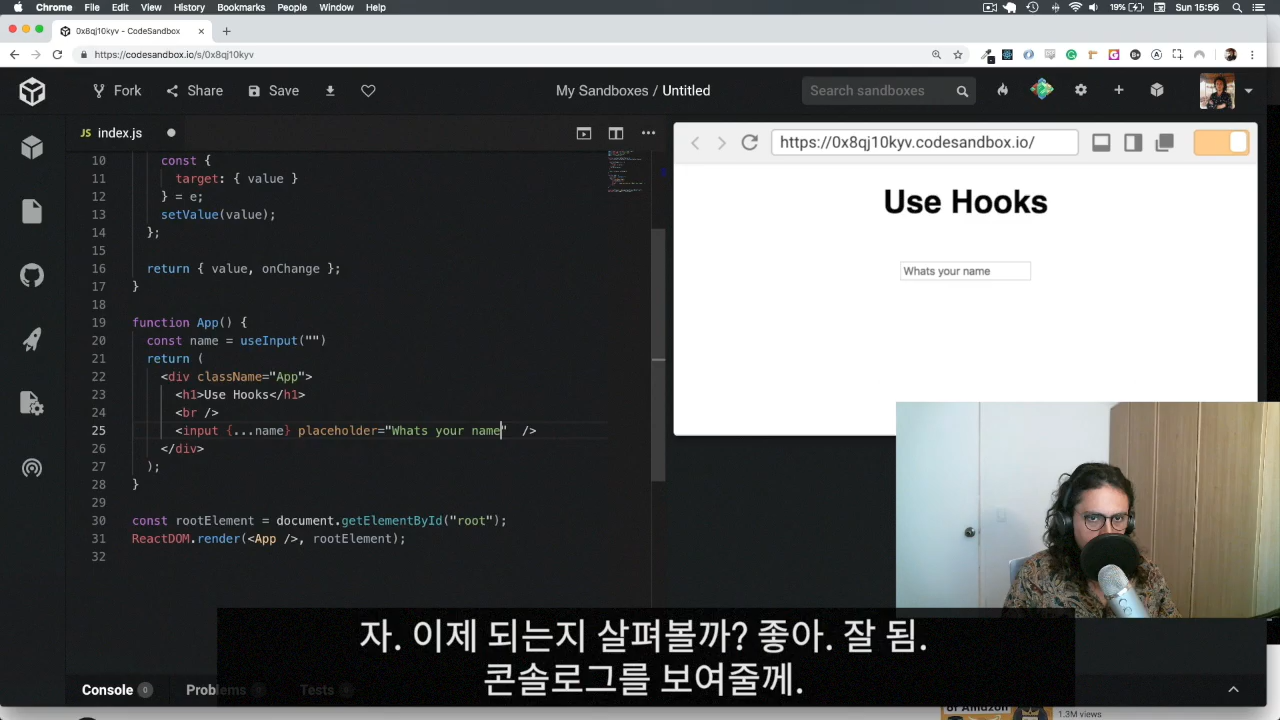 Chrome File Edit View History Bookmarks People Window Help
19% Sun 15:56
0x8qj10kyv - CodeSandbox
https://codesandbox.io/s/0x8qj10kyv
Fork Share Save My Sandboxes / Untitled Search sandboxes
JS index.js
https://0x8qj10kyv.codesandbox.io/
10 const {
11 target: { value }
12 } = e;
13 setValue(value);
14 };
15
16 return { value, onChange };
17 }
18
19 function App() {
20 const name = useInput("")
21 return (
22 <div className="App">
23 <h1>Use Hooks</h1>
24 <br />
25 <input {...name} placeholder="Whats your name" />
26 </div>
27 );
28 }
29
30 const rootElement = document.getElementById("root");
31 ReactDOM.render(<App />, rootElement);
32
Use Hooks
Whats your name
자. 이제 되는지 살펴볼까? 좋아. 잘 됨.
콘솔로그를 보여줄께.
Console 0 Problems 0 Tests 0
1.3M views